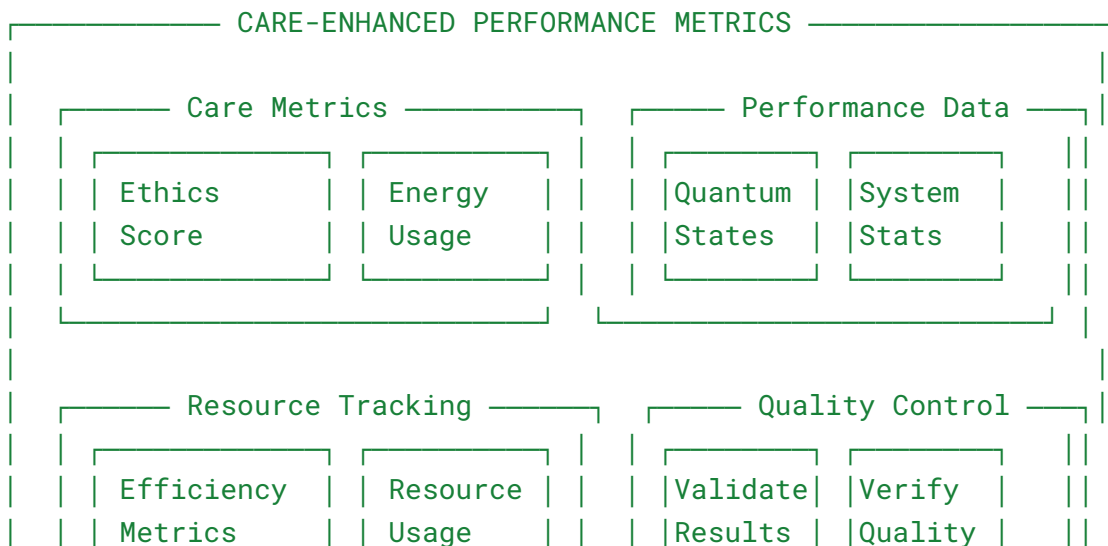 CARE-ENHANCED PERFORMANCE METRICS
Care Metrics Performance Data
Ethics Energy Quantum System
Score Usage States Stats
Resource Tracking Quality Control
Efficiency Resource Validate Verify
Metrics Usage Results Quality